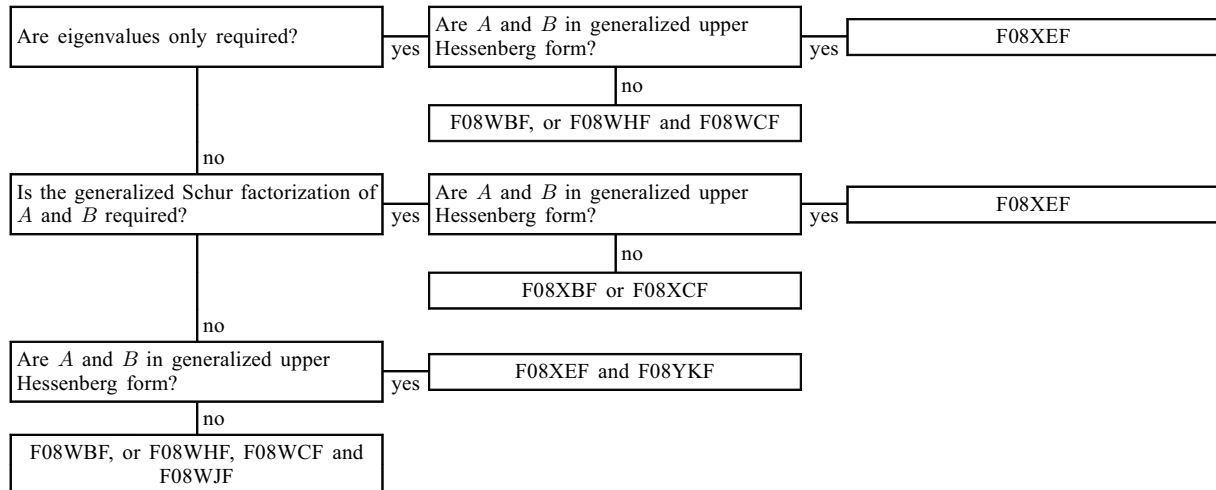 Are eigenvalues only required?
yes
Are A and B in generalized upper
Hessenberg form?
yes
F08XEF
no
F08WBF, or F08WHF and F08WCF
no
Is the generalized Schur factorization of
A and B required?
yes
Are A and B in generalized upper
Hessenberg form?
yes
F08XEF
no
F08XBF or F08XCF
no
Are A and B in generalized upper
Hessenberg form?
yes
F08XEF and F08YKF
no
F08WBF, or F08WHF, F08WCF and
F08WJF